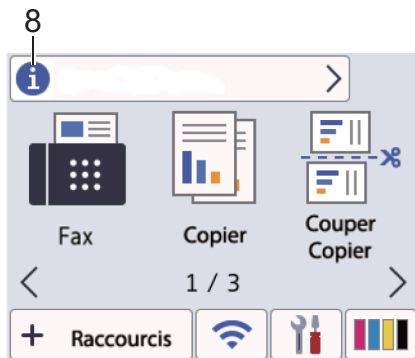 8
i
Fax
Copier
Couper
Copier
1 / 3
+ Raccourcis